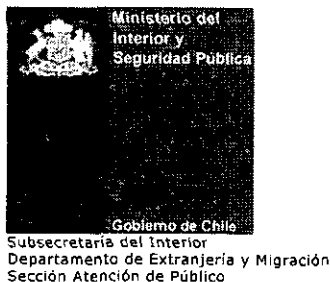 Ministerio del
Interior y
Seguridad Pública
Gobierno de Chile
Subsecretaría del Interior
Departamento de Extranjería y Migración
Sección Atención de Público